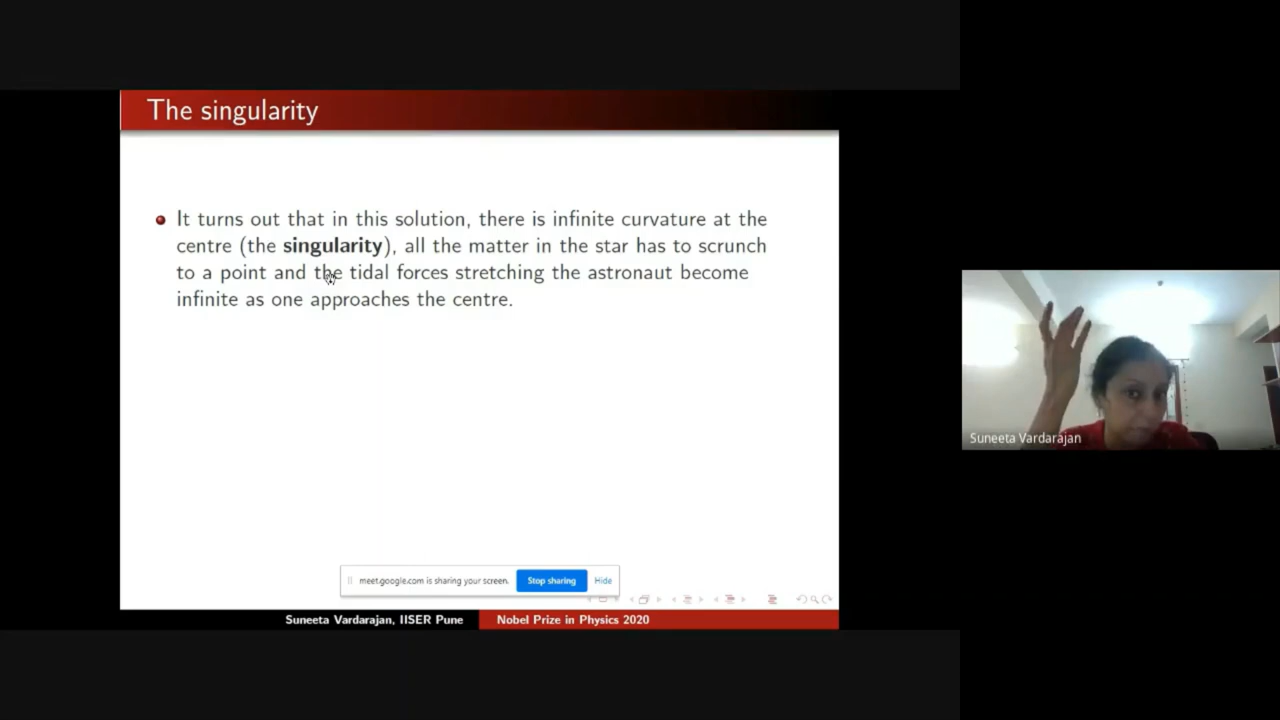 The singularity
It turns out that in this solution, there is infinite curvature at the
centre (the singularity), all the matter in the star has to scrunch
to a point and the tidal forces stretching the astronaut become
infinite as one approaches the centre.
Suneeta Vardarajan
meet.google.com is sharing your screen.
Stop sharing
Hide
Suneeta Vardarajan, IISER Pune
Nobel Prize in Physics 2020